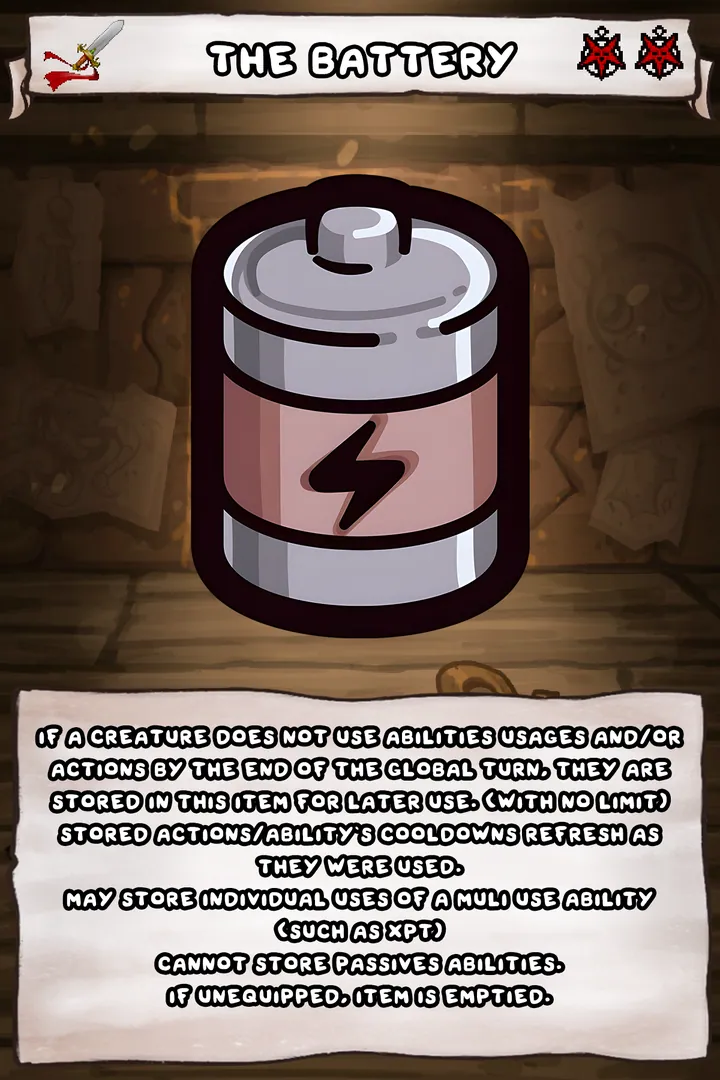 THE BATTERY
IF A CREATURE DOES NOT USE ABILITIES USAGES AND/OR
ACTIONS BY THE END OF THE GLOBAL TURN, THEY ARE
STORED IN THIS ITEM FOR LATER USE. (WITH NO LIMIT)
STORED ACTIONS/ABILITY'S COOLDOWNS REFRESH AS
THEY WERE USED.
MAY STORE INDIVIDUAL USES OF A MULI USE ABILITY
(SUCH AS XPT)
CANNOT STORE PASSIVES ABILITIES.
IF UNEQUIPPED, ITEM IS EMPTIED.